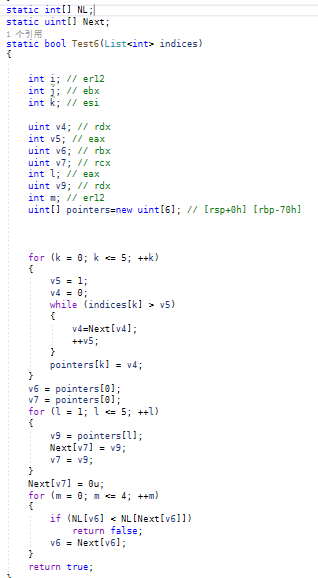 static int[] NL;
static uint[] Next;
1 个引用
static bool Test6(List<int> indices)
{
int i; // er12
int j; // ebx
int k; // esi
uint v4; // rdx
int v5; // eax
uint v6; // rbx
uint v7; // rcx
int l; // eax
uint v9; // rdx
int m; // er12
uint[] pointers=new uint[6]; // [rsp+0h] [rbp-70h]
for (k = 0; k <= 5; ++k)
{
v5 = 1;
v4 = 0;
while (indices[k] > v5)
{
v4=Next[v4];
++v5;
}
pointers[k] = v4;
}
v6 = pointers[0];
v7 = pointers[0];
for (l = 1; l <= 5; ++l)
{
v9 = pointers[l];
Next[v7] = v9;
v7 = v9;
}
Next[v7] = 0u;
for (m = 0; m <= 4; ++m)
{
if (NL[v6] < NL[Next[v6]])
return false;
v6 = Next[v6];
}
return true;
}